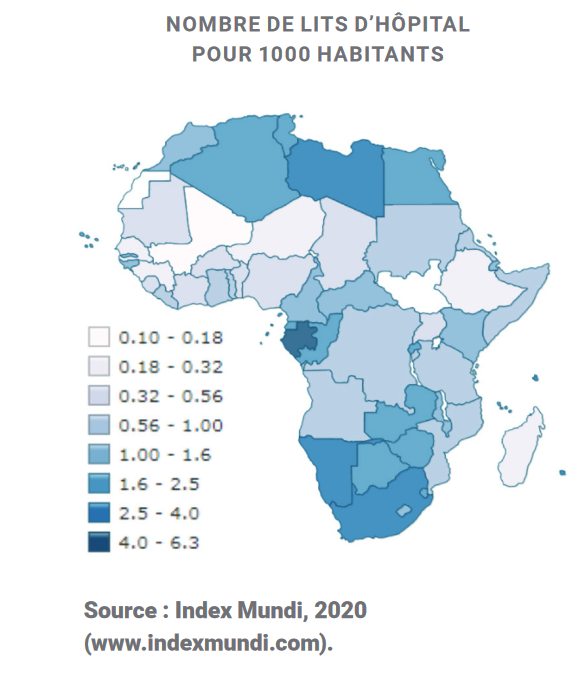 NOMBRE DE LITS D’HÔPITAL
POUR 1000 HABITANTS
0.10 - 0.18
0.18 - 0.32
0.32 - 0.56
0.56 - 1.00
1.00 - 1.6
1.6 - 2.5
2.5 - 4.0
4.0 - 6.3
Source : Index Mundi, 2020
(www.indexmundi.com).